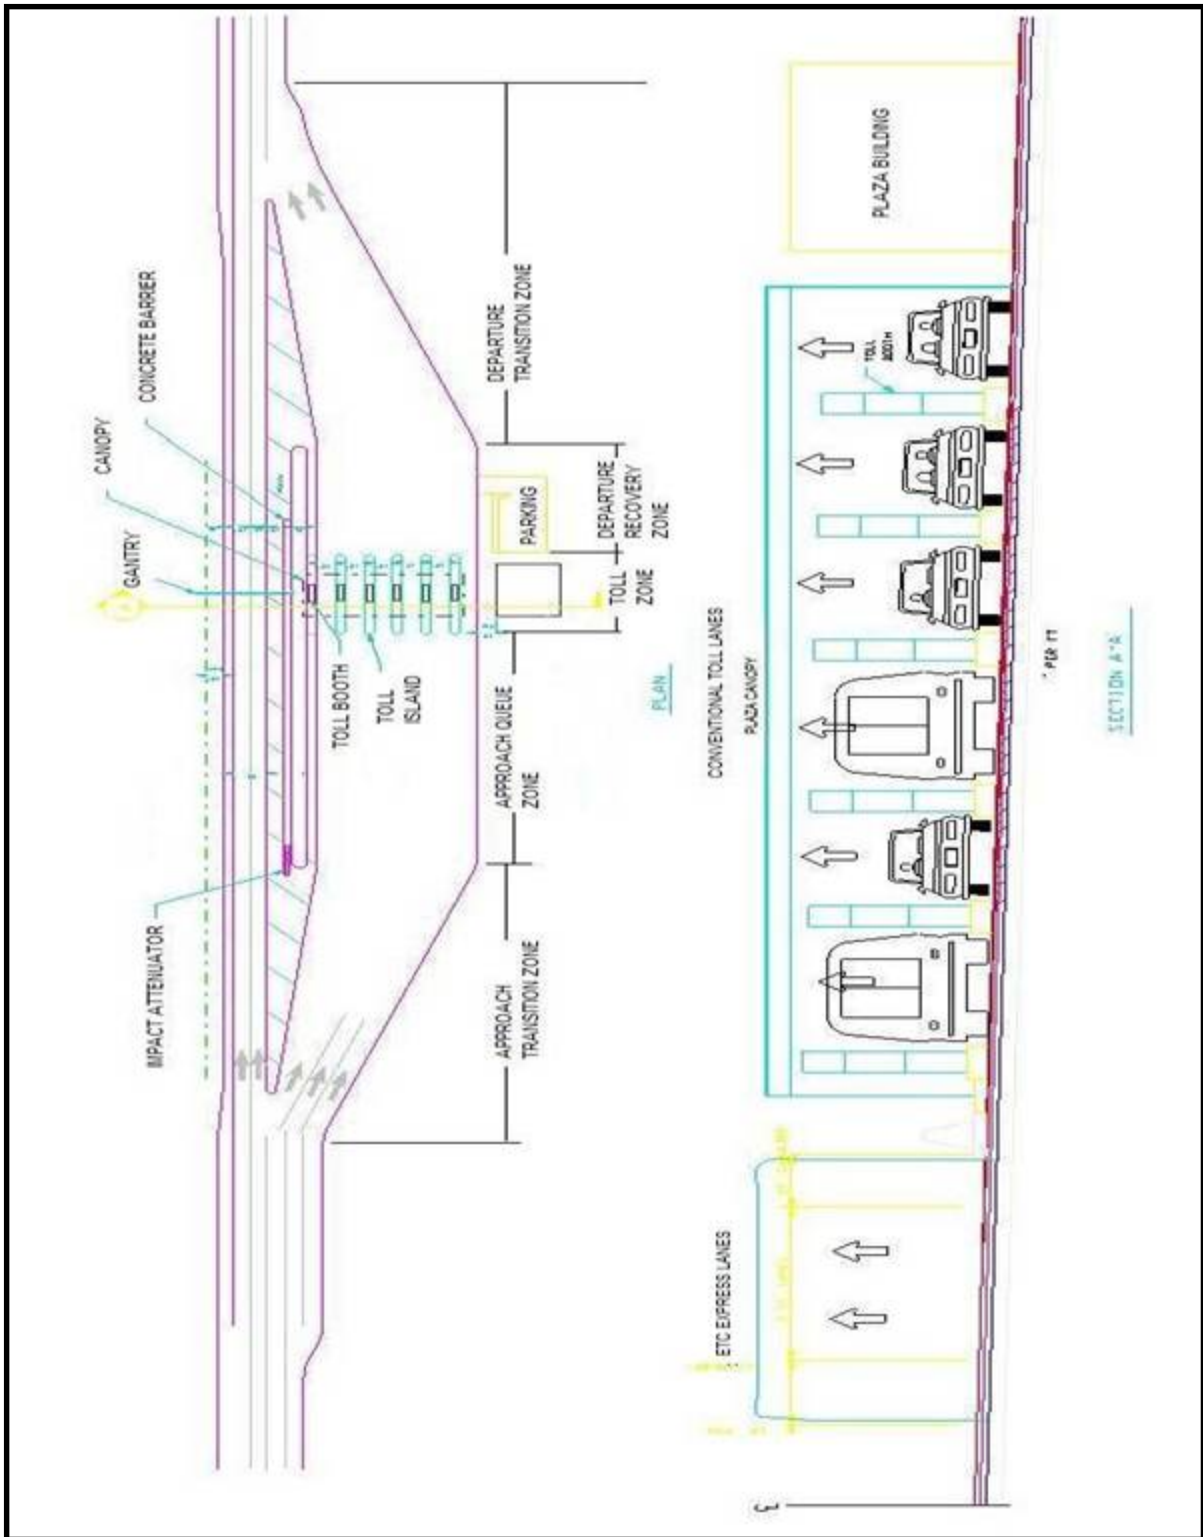 IMPACT ATTENUATOR
GANTRY
CANOPY
CONCRETE BARRIER
TOLL BOOTH
TOLL
ISLAND
PARKING
APPROACH
TRANSITION ZONE
APPROACH QUEUE
ZONE
TOLL
ZONE
DEPARTURE
RECOVERY
ZONE
DEPARTURE
TRANSITION ZONE
PLAN
ETC EXPRESS LANES
CONVENTIONAL TOLL LANES
PLAZA CANOPY
TOLL
BOOTH
PLAZA BUILDING
PER FT
SECTION A-A